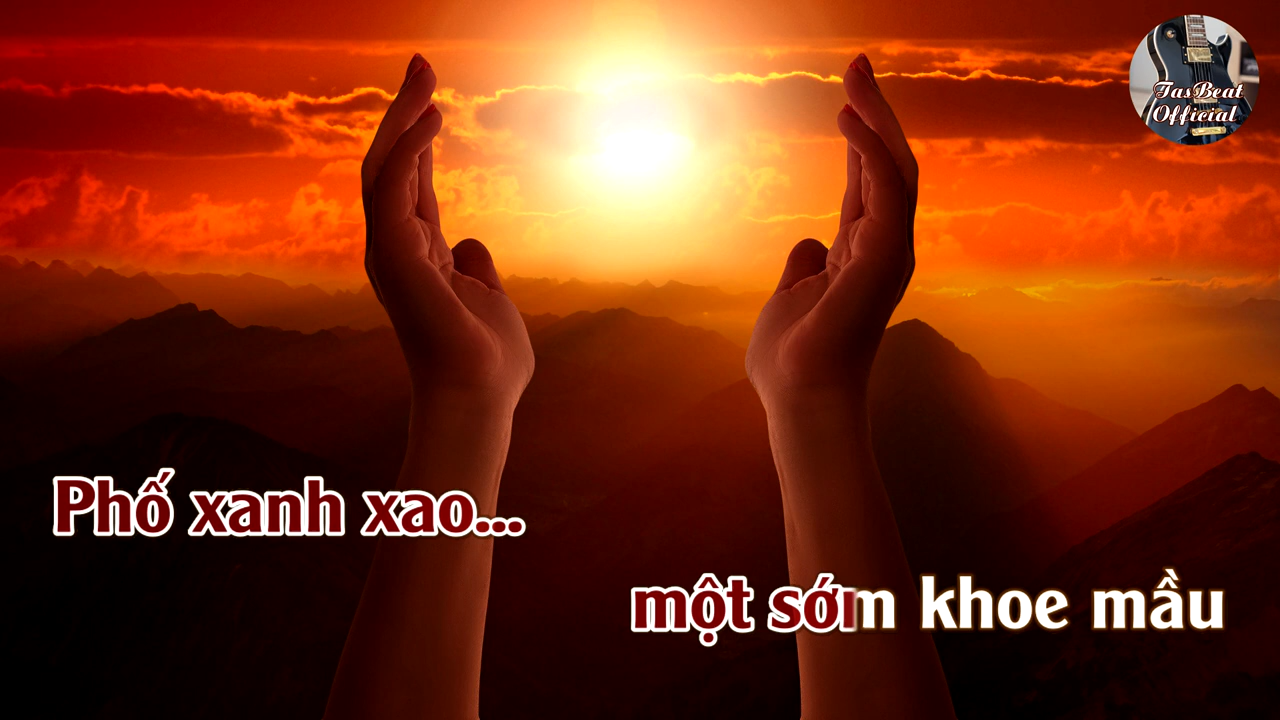 TasBeat
Official
Phố xanh xao...
một sớm khoe mầu